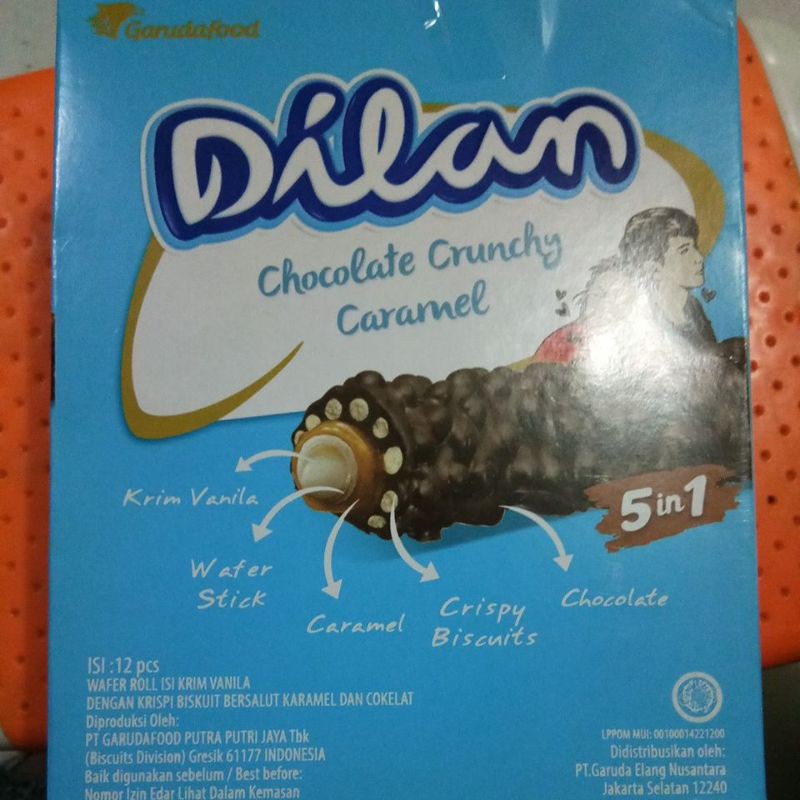 Garudafood
Dilan
Chocolate Crunchy
Caramel
5 in 1
Krim Vanila
Wafer
Stick
Caramel
Crispy
Biscuits
Chocolate
ISI : 12 pcs
WAFER ROLL ISI KRIM VANILA
DENGAN KRISPI BISKUIT BERSALUT KARAMEL DAN COKELAT
Diproduksi Oleh:
PT GARUDAFOOD PUTRA PUTRI JAYA Tbk
(Biscuits Division) Gresik 61177 INDONESIA
Baik digunakan sebelum / Best before:
Nomor Izin Edar Lihat Dalam Kemasan
LPPOM MUI: 00100014221200
Didistribusikan oleh:
PT.Garuda Elang Nusantara
Jakarta Selatan 12240